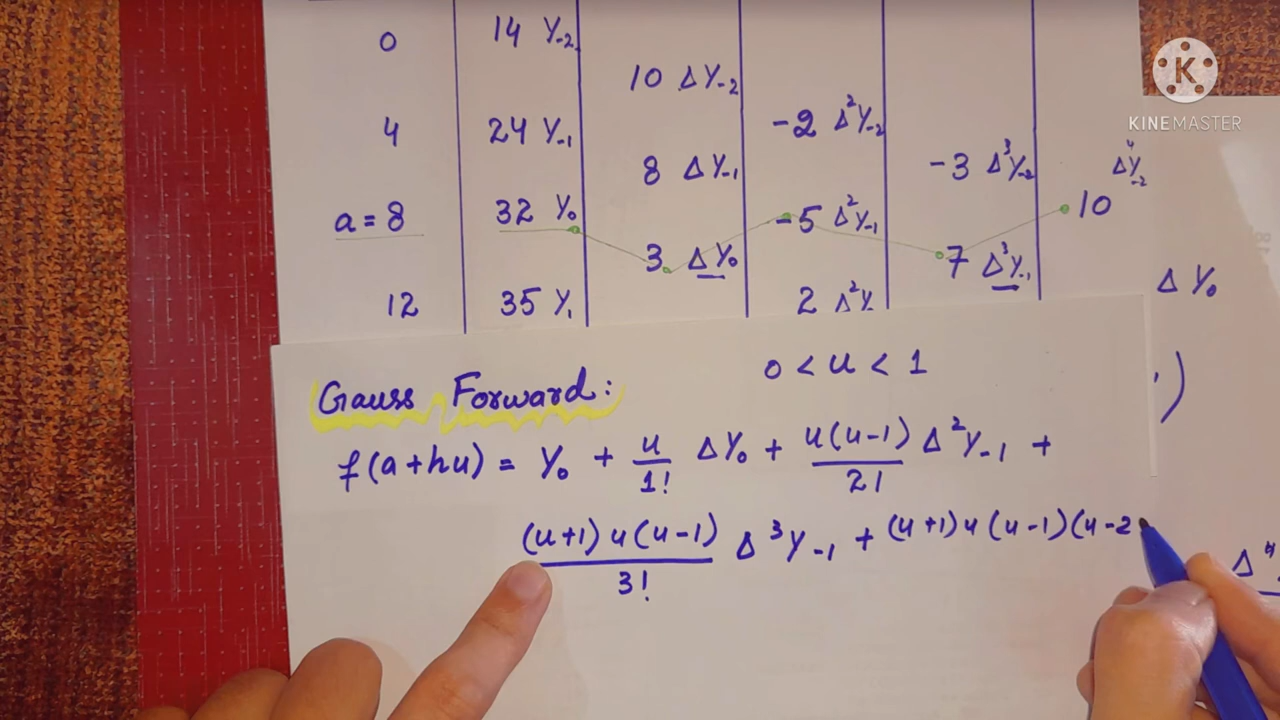 0 14 Y₋₂
10 ΔY₋₂
4 24 Y₋₁ -2 Δ²Y₋₂
8 ΔY₋₁ -3 Δ³Y₋₂
a = 8 32 Y₀ -5 Δ²Y₋₁ 10 Δ⁴Y₋₂
3 ΔY₀ 7 Δ³Y₋₁
12 35 Y₁ 2 Δ²Y
ΔY₀
Gauss Forward: 0 < u < 1
f(a+hu) = Y₀ + u/1! ΔY₀ + u(u-1)/2! Δ²Y₋₁ +
(u+1)u(u-1)/3! Δ³Y₋₁ + (u+1)u(u-1)(u-2
Δ⁴
KINEMASTER